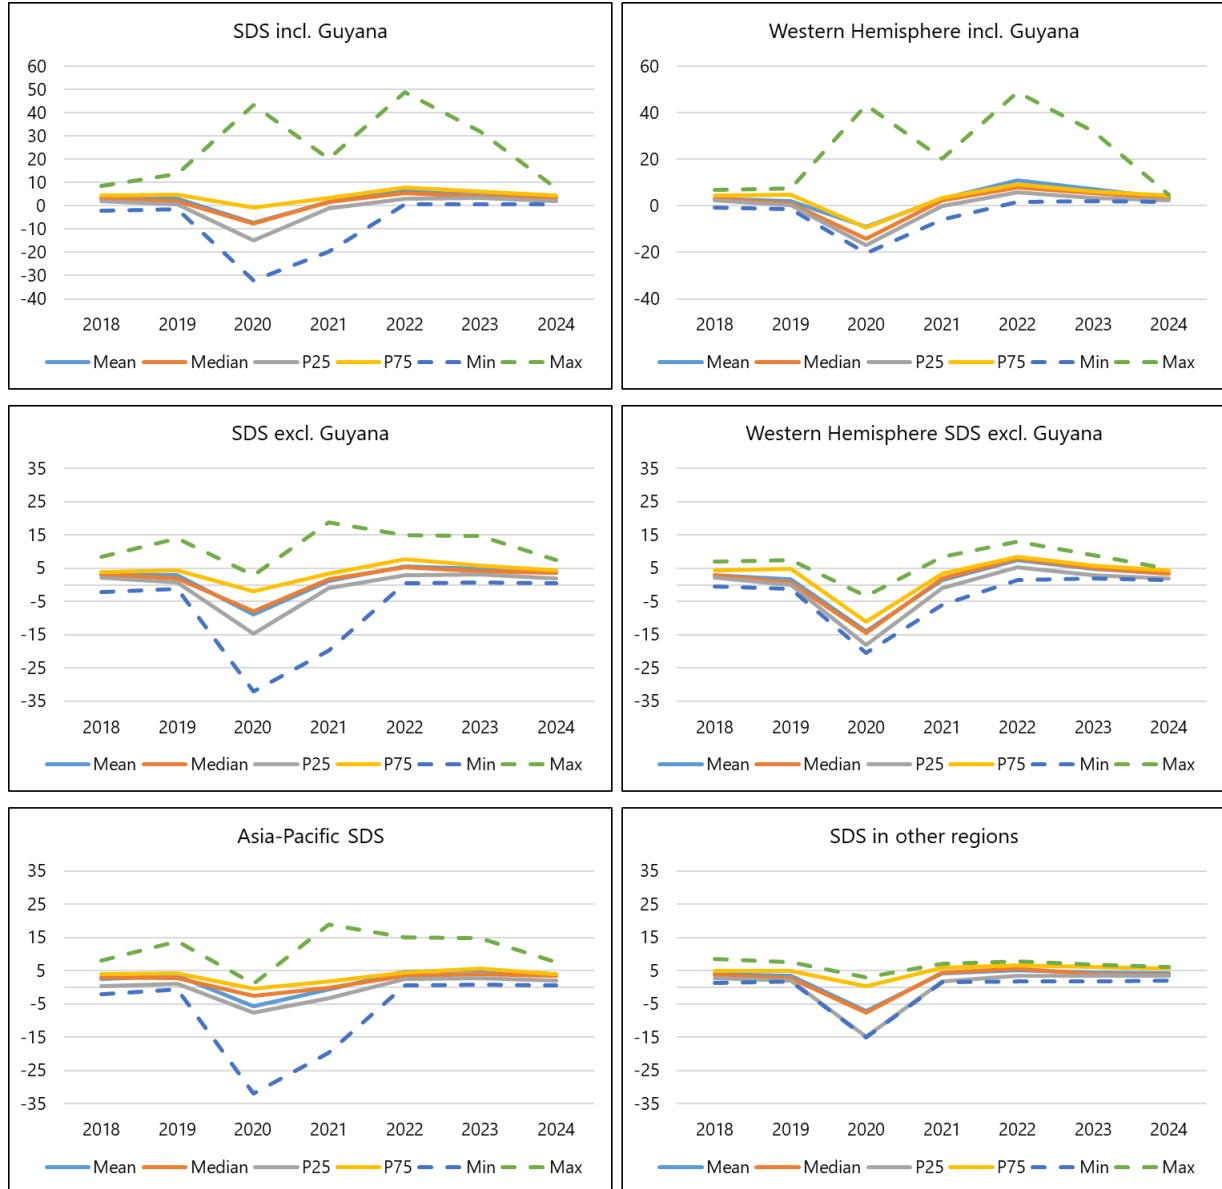 SDS incl. Guyana
60
50
40
30
20
10
0
-10
-20
-30
-40
2018 2019 2020 2021 2022 2023 2024
Mean Median P25 P75 Min Max
Western Hemisphere incl. Guyana
60
40
20
0
-20
-40
2018 2019 2020 2021 2022 2023 2024
Mean Median P25 P75 Min Max
SDS excl. Guyana
35
25
15
5
-5
-15
-25
-35
2018 2019 2020 2021 2022 2023 2024
Mean Median P25 P75 Min Max
Western Hemisphere SDS excl. Guyana
35
25
15
5
-5
-15
-25
-35
2018 2019 2020 2021 2022 2023 2024
Mean Median P25 P75 Min Max
Asia-Pacific SDS
35
25
15
5
-5
-15
-25
-35
2018 2019 2020 2021 2022 2023 2024
Mean Median P25 P75 Min Max
SDS in other regions
35
25
15
5
-5
-15
-25
-35
2018 2019 2020 2021 2022 2023 2024
Mean Median P25 P75 Min Max